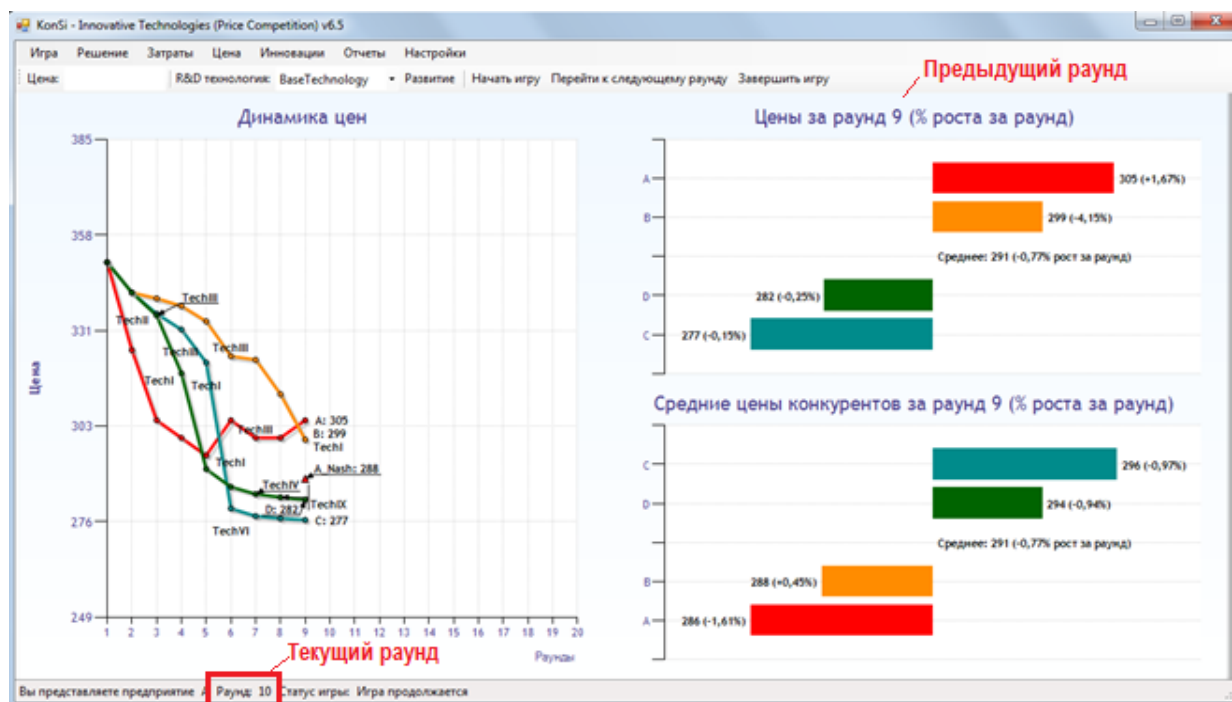 KonSi - Innovative Technologies (Price Competition) v6.5
Игра Решение Затраты Цена Инновации Отчеты Настройки
Цена: R&D технология: BaseTechnology Развитие Начать игру Перейти к следующему раунду Завершить игру
Предыдущий раунд
Динамика цен
385
358
331
303
276
249
Цена
TechIII
TechII
TechIII
TechIII
TechI
TechI
TechIII
TechI
A: 305
B: 299
TechI
A_Nash: 288
TechIV
D: 282
TechIX
C: 277
TechVI
1 2 3 4 5 6 7 8 9 10 11 12 13 14 15 16 17 18 19 20
Раунды
Цены за раунд 9 (% роста за раунд)
A 305 (+1,67%)
B 299 (-4,15%)
Среднее: 291 (-0,77% рост за раунд)
D 282 (-0,25%)
C 277 (-0,15%)
Средние цены конкурентов за раунд 9 (% роста за раунд)
C 296 (-0,97%)
D 294 (-0,94%)
Среднее: 291 (-0,77% рост за раунд)
B 288 (+0,45%)
A 286 (-1,61%)
Текущий раунд
Вы представляете предприятие A Раунд: 10 Статус игры: Игра продолжается